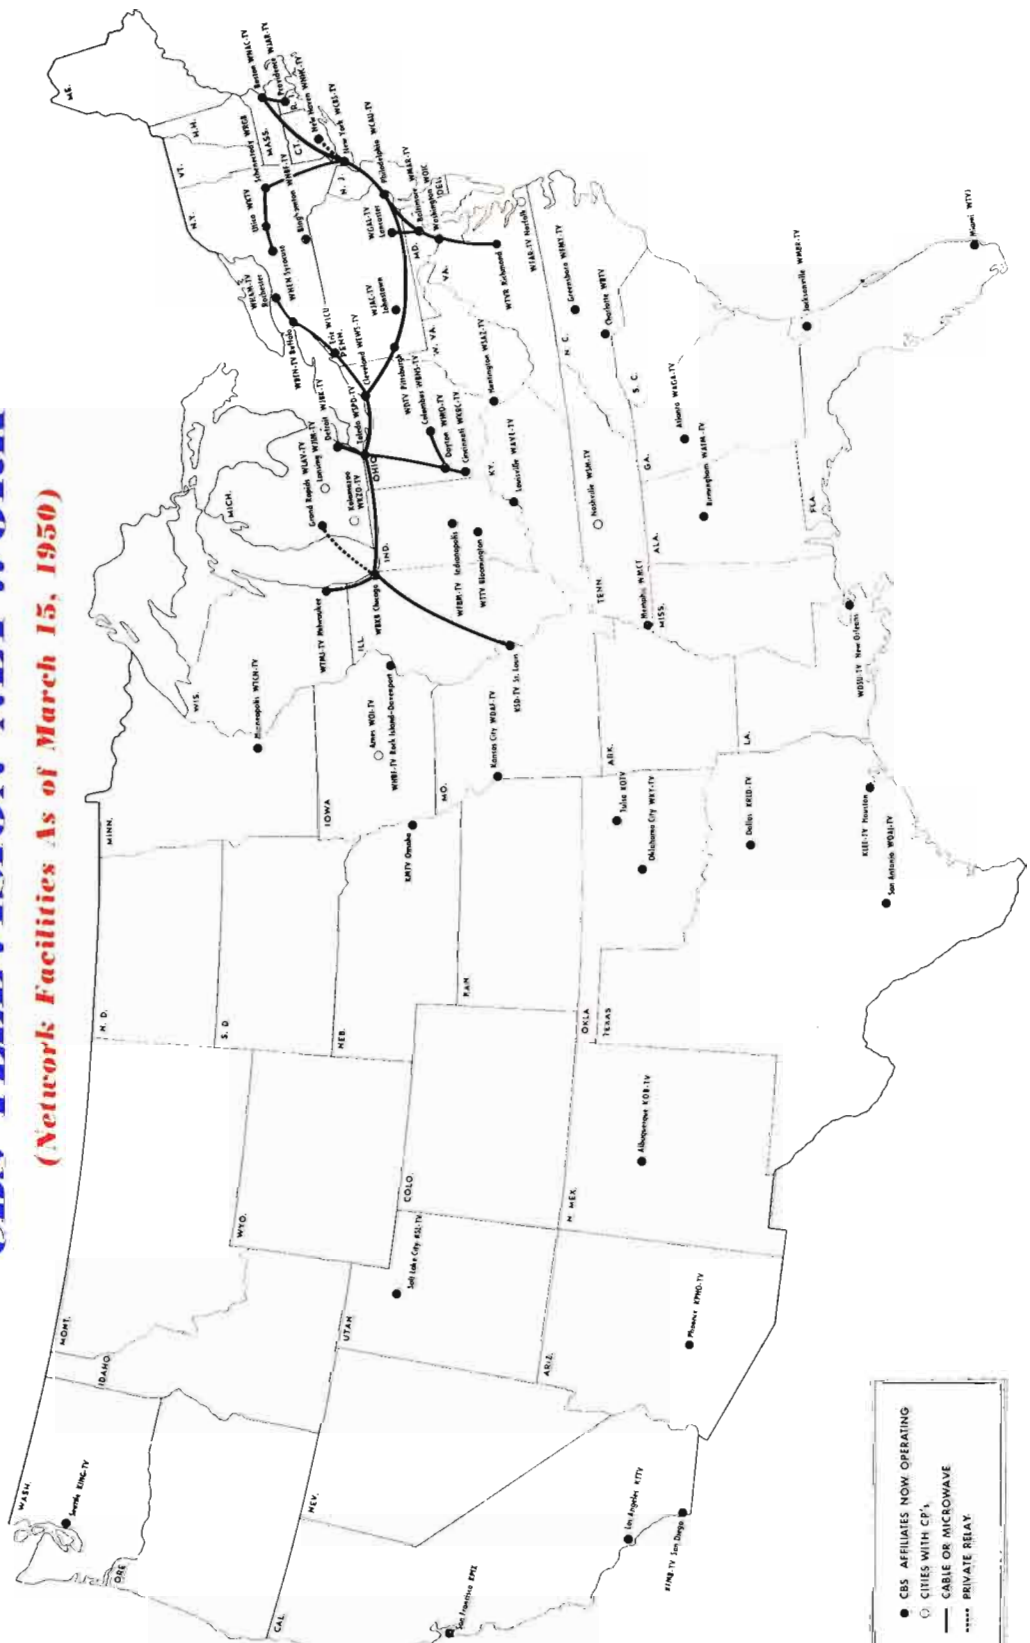 (Network Facilities As of March 15, 1950)
WASH.
Seattle KING-TV
ORE
CAL.
San Francisco KPIX
Los Angeles KTTV
KFMB-TV San Diego
NEV.
IDAHO
MONT.
UTAH
Salt Lake City KSL-TV
ARIZ.
Phoenix KPHO-TV
WYO.
COLO.
N MEX.
Albuquerque KOB-TV
N. D.
S. D.
NEB.
KAN
OKLA
TEXAS
KMTV Omaha
Oklahoma City WKY-TV
Tulsa KOTV
Dallas KRLD-TV
KLEE-TV Houston
San Antonio WOAI-TV
MINN.
Minneapolis WTCN-TV
IOWA
Ames WOI-TV
WHBF-TV Rock Island-Davenport
MO.
Kansas City WDAF-TV
KSD-TV St. Louis
ARK.
LA.
WDSU-TV New Orleans
WIS.
WTMJ-TV Milwaukee
ILL.
WBKB Chicago
IND.
WFBM-TV Indianapolis
WTTV Bloomington
MICH.
Grand Rapids WLAV-TV
Lansing WJIM-TV
Kalamazoo WKZO-TV
Detroit WJBK-TV
Toledo WSPD-TV
OHIO
Cleveland WEWS-TV
Columbus WBNS-TV
Dayton WHIO-TV
Cincinnati WKRC-TV
KY.
Louisville WAVE-TV
TENN.
Nashville WSM-TV
Memphis WMCT
MISS.
ALA.
Birmingham WAFM-TV
GA.
Atlanta WAGA-TV
FLA.
Jacksonville WMBR-TV
Miami WTVJ
S. C.
N. C.
Charlotte WBTV
Greensboro WFMY-TV
W. VA.
Huntington WSAZ-TV
VA.
WTVR Richmond
WTAR-TV Norfolk
MD.
DEL.
Washington WOIC
Baltimore WMAR-TV
PENN.
Erie WICU
WDTV Pittsburgh
WJAC-TV Johnstown
WGAL-TV Lancaster
Philadelphia WCAU-TV
N. J.
New York WCBS-TV
N.Y.
WBEN-TV Buffalo
WHAM-TV Rochester
WHEN Syracuse
Utica WKTV
Schenectady WRGB
Binghamton WNBF-TV
CT.
New Haven WNHC-TV
R. I.
Providence WJAR-TV
MASS.
Boston WNAC-TV
VT.
N.H.
ME.
CBS AFFILIATES NOW OPERATING
CITIES WITH CP's
CABLE OR MICROWAVE
PRIVATE RELAY